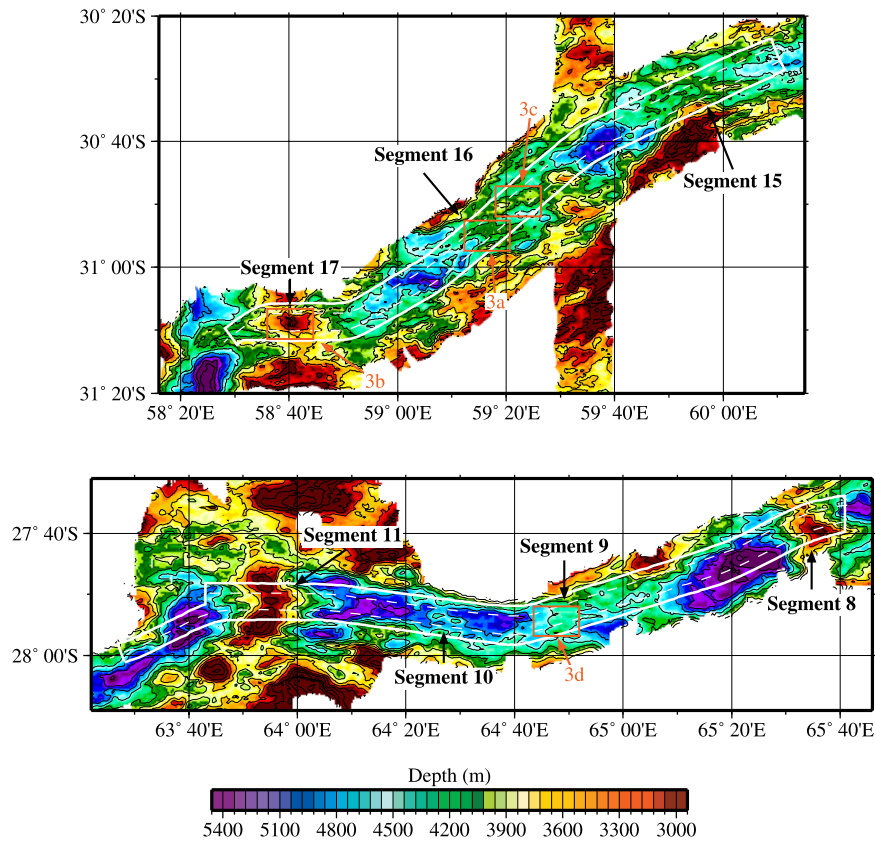 30° 20'S
3c
30° 40'S
Segment 16
Segment 15
31° 00'S
Segment 17
3a
3b
31° 20'S
58° 20'E 58° 40'E 59° 00'E 59° 20'E 59° 40'E 60° 00'E
27° 40'S
Segment 11
Segment 9
Segment 8
28° 00'S
Segment 10
3d
63° 40'E 64° 00'E 64° 20'E 64° 40'E 65° 00'E 65° 20'E 65° 40'E
Depth (m)
5400 5100 4800 4500 4200 3900 3600 3300 3000